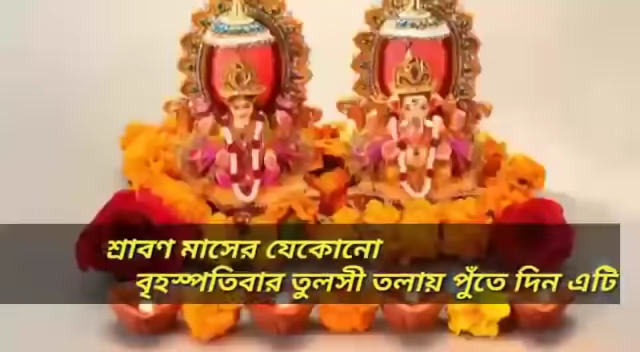 শ্রাবণ মাসের যেকোনো
বৃহস্পতিবার তুলসী তলায় পুঁতে দিন এটি